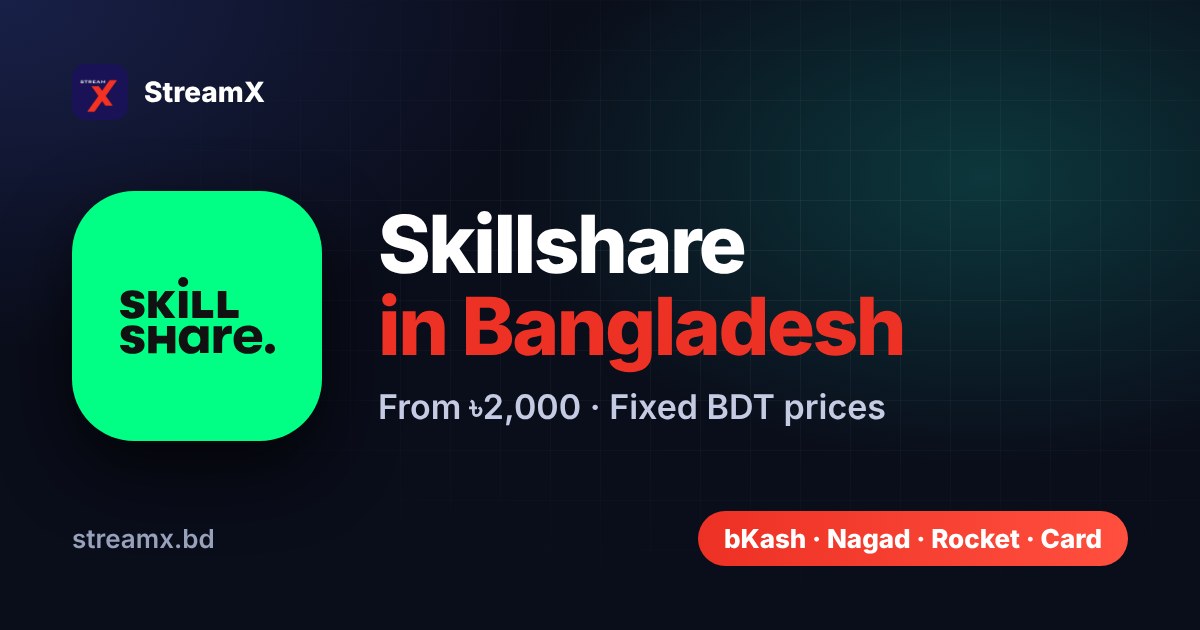 STREAM
X
StreamX
SKiLL
SHare.
Skillshare
in Bangladesh
From ৳2,000 · Fixed BDT prices
streamx.bd
bKash · Nagad · Rocket · Card